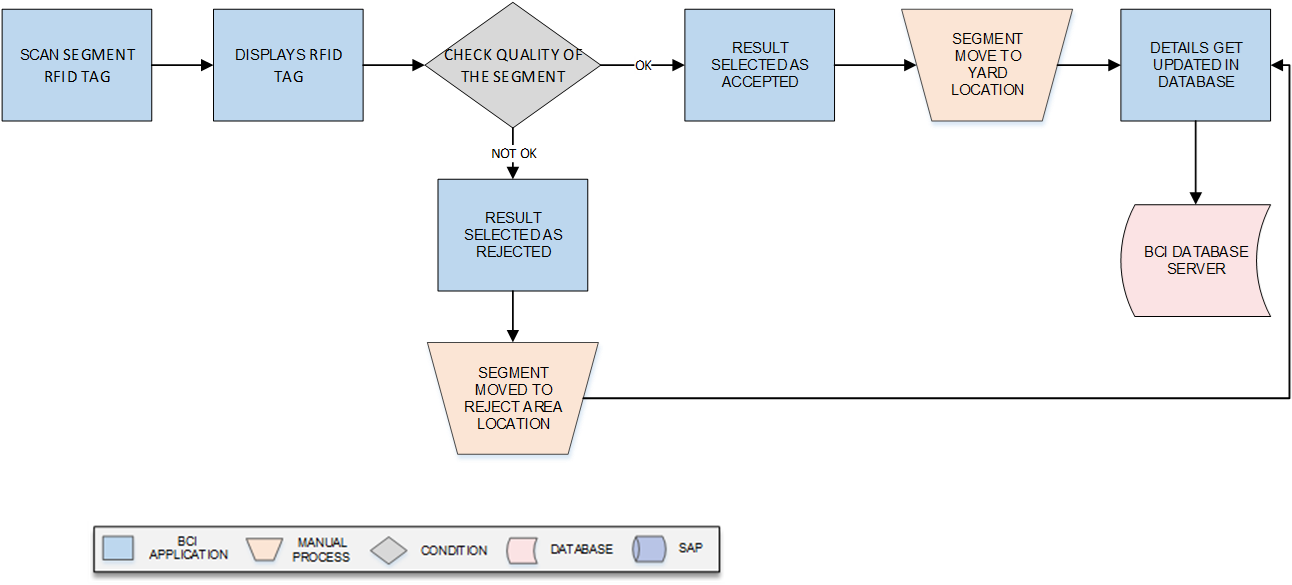 SCAN SEGMENT
RFID TAG
DISPLAYS RFID
TAG
CHECK QUALITY OF
THE SEGMENT
OK
RESULT
SELECTED AS
ACCEPTED
SEGMENT
MOVE TO
YARD
LOCATION
DETAILS GET
UPDATED IN
DATABASE
NOT OK
RESULT
SELECTED AS
REJECTED
BCI DATABASE
SERVER
SEGMENT
MOVED TO
REJECT AREA
LOCATION
BCI
APPLICATION
MANUAL
PROCESS
CONDITION
DATABASE
SAP